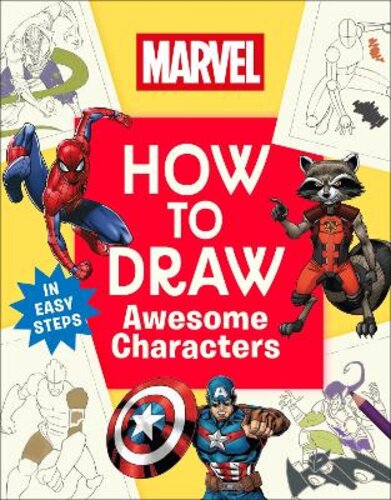 MARVEL
HOW
TO
DRAW
Awesome
Characters
IN
EASY
STEPS